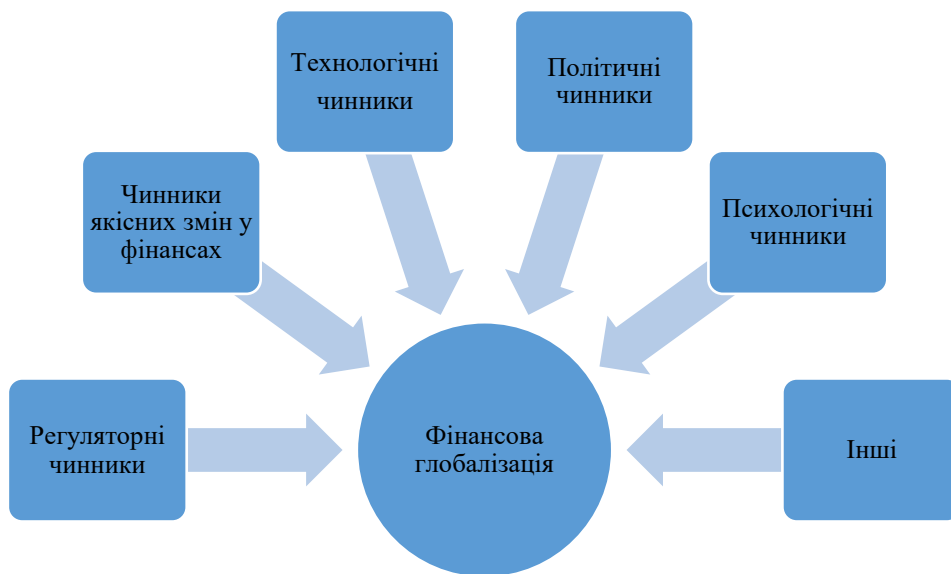 Технологічні
чинники
Політичні
чинники
Чинники
якісних змін у
фінансах
Психологічні
чинники
Регуляторні
чинники
Фінансова
глобалізація
Інші